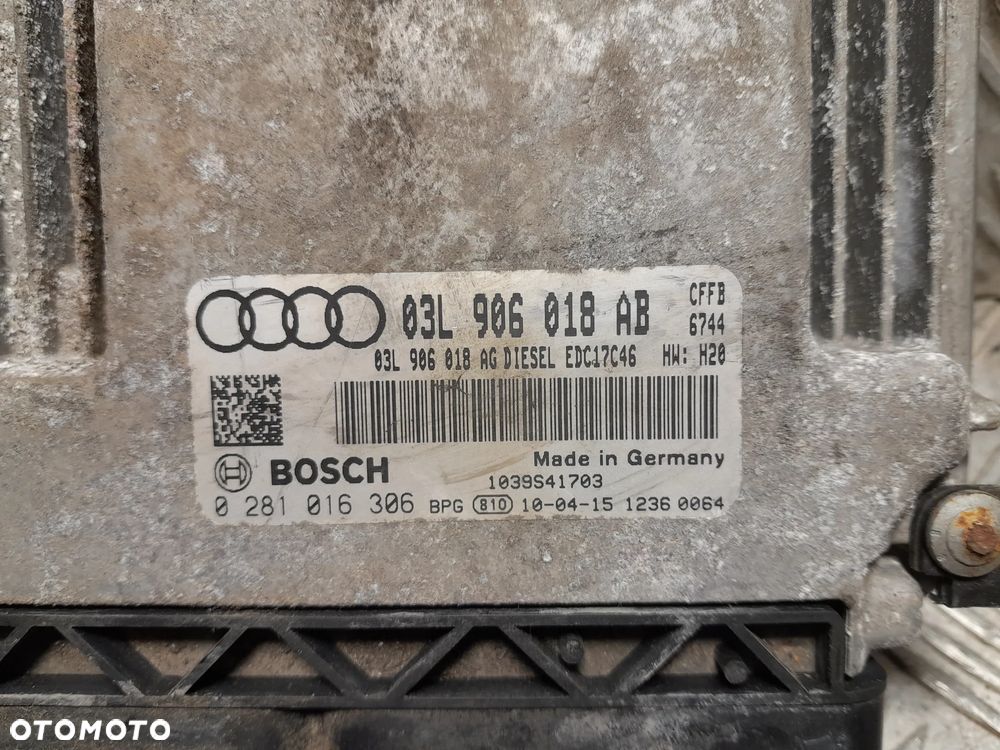 03L 906 018 AB CFFB
6744
03L 906 018 AG DIESEL EDC17C46 HW: H20
BOSCH
Made in Germany
1039S41703
0 281 016 306 BPG 810 10-04-15 1236 0064
OTOMOTO